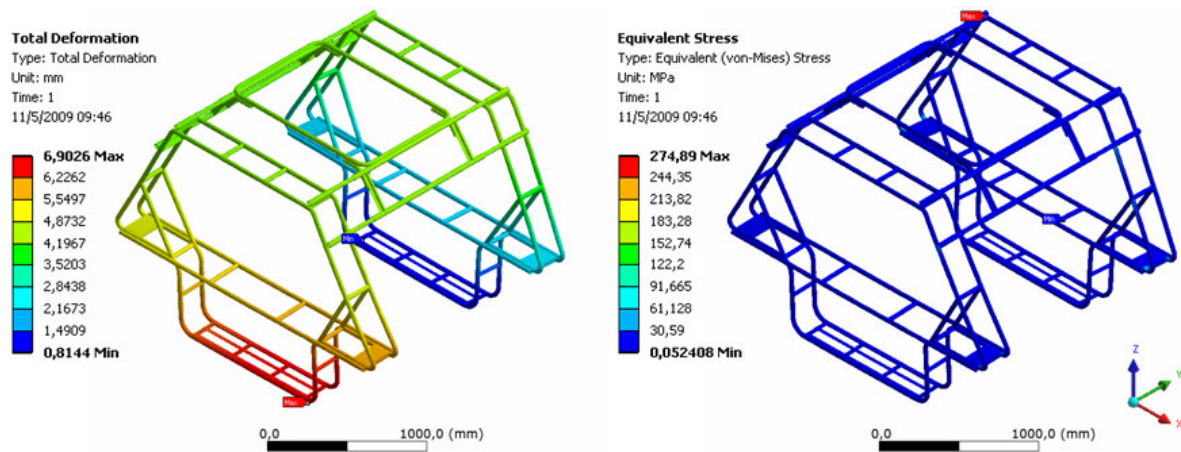 Total Deformation
Type: Total Deformation
Unit: mm
Time: 1
11/5/2009 09:46
6,9026 Max
6,2262
5,5497
4,8732
4,1967
3,5203
2,8438
2,1673
1,4909
0,8144 Min
Min
Max
0,0
1000,0 (mm)
Equivalent Stress
Type: Equivalent (von-Mises) Stress
Unit: MPa
Time: 1
11/5/2009 09:46
274,89 Max
244,35
213,82
183,28
152,74
122,2
91,665
61,128
30,59
0,052408 Min
Max
Min
0,0
1000,0 (mm)
Z
Y
X